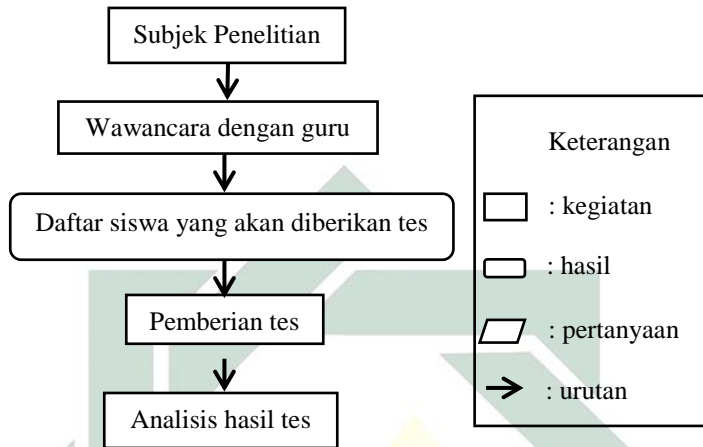 Subjek Penelitian
Wawancara dengan guru
Daftar siswa yang akan diberikan tes
Pemberian tes
Analisis hasil tes
Keterangan
: kegiatan
: hasil
: pertanyaan
: urutan